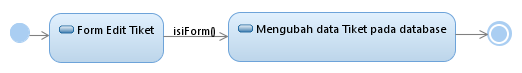 Form Edit Tiket
isiForm()
Mengubah data Tiket pada database